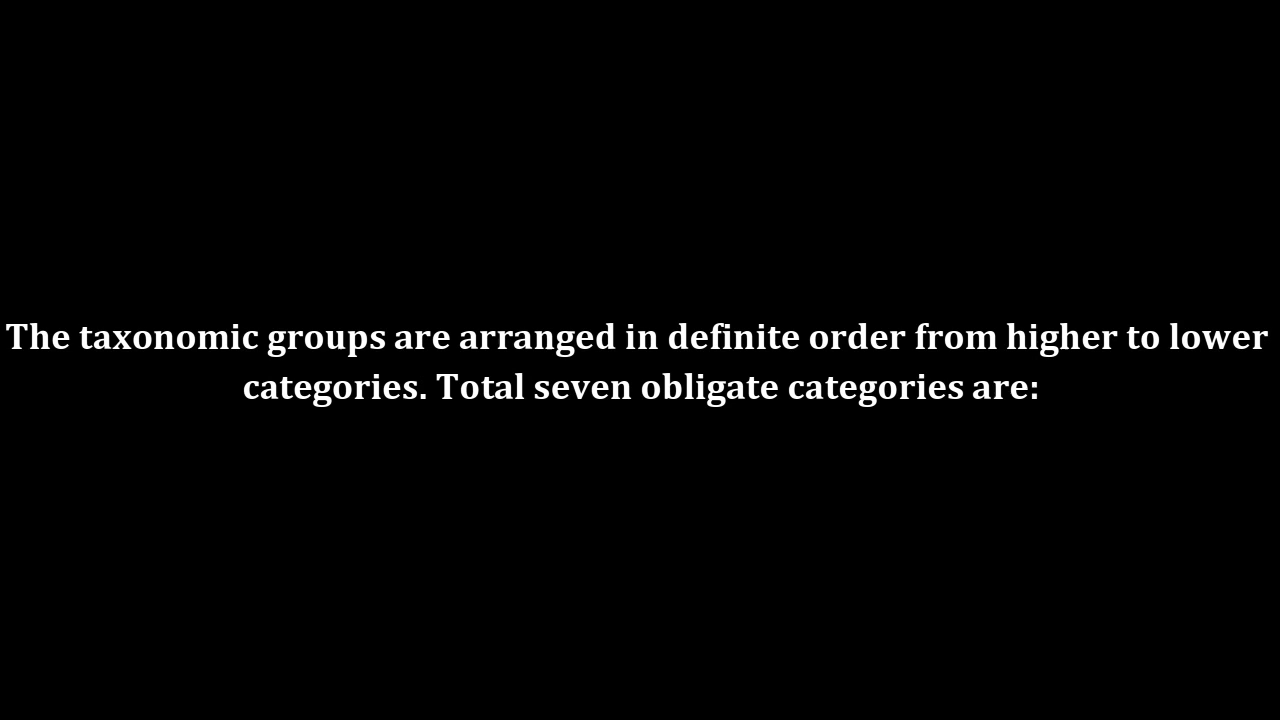 The taxonomic groups are arranged in definite order from higher to lower
categories. Total seven obligate categories are: